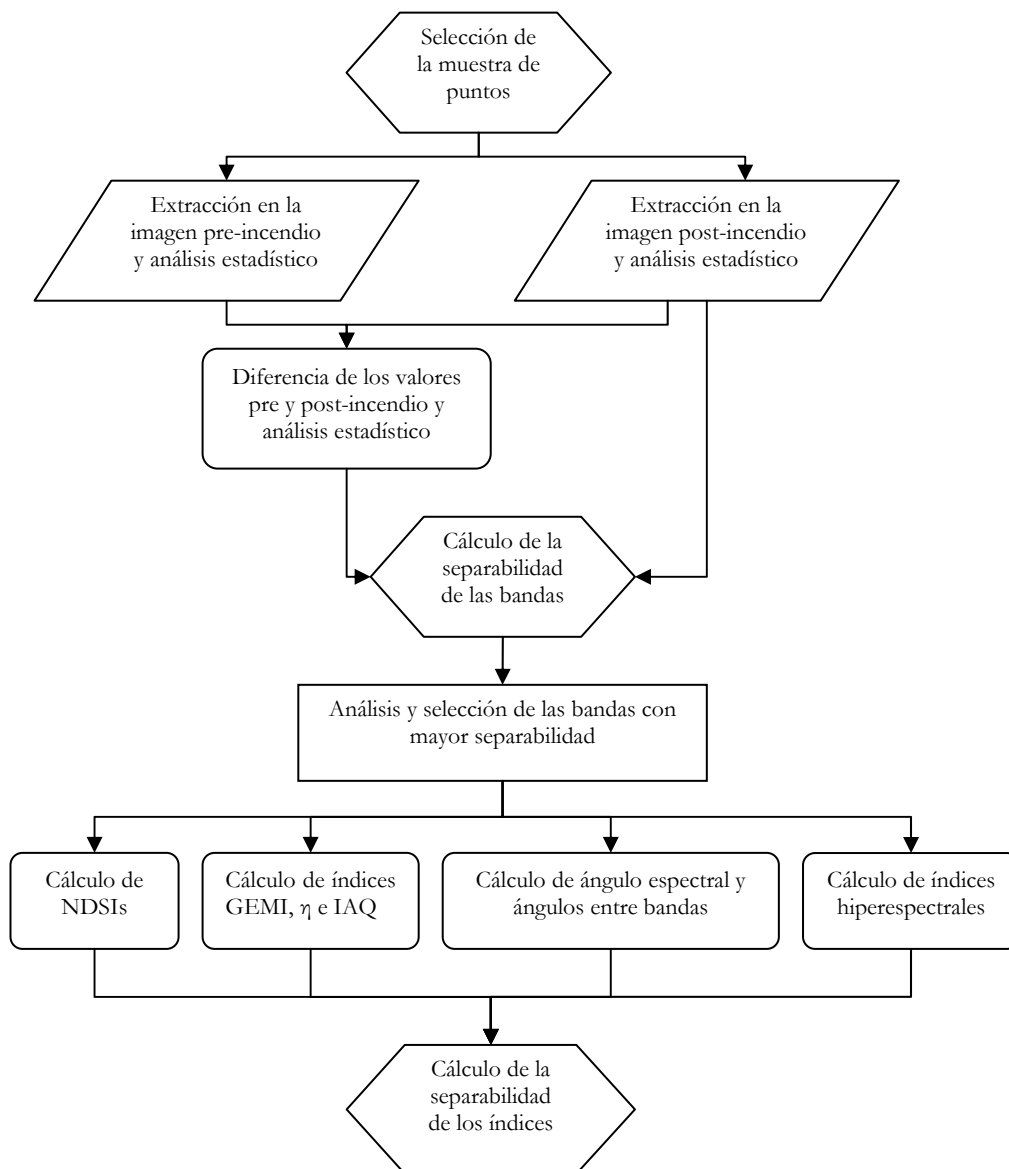 Selección de
la muestra de
puntos
Extracción en la
imagen pre-incendio
y análisis estadístico
Extracción en la
imagen post-incendio
y análisis estadístico
Diferencia de los valores
pre y post-incendio y
análisis estadístico
Cálculo de la
separabilidad
de las bandas
Análisis y selección de las bandas con
mayor separabilidad
Cálculo de
NDSIs
Cálculo de índices
GEMI, η e IAQ
Cálculo de ángulo espectral y
ángulos entre bandas
Cálculo de índices
hiperespectrales
Cálculo de la
separabilidad
de los índices